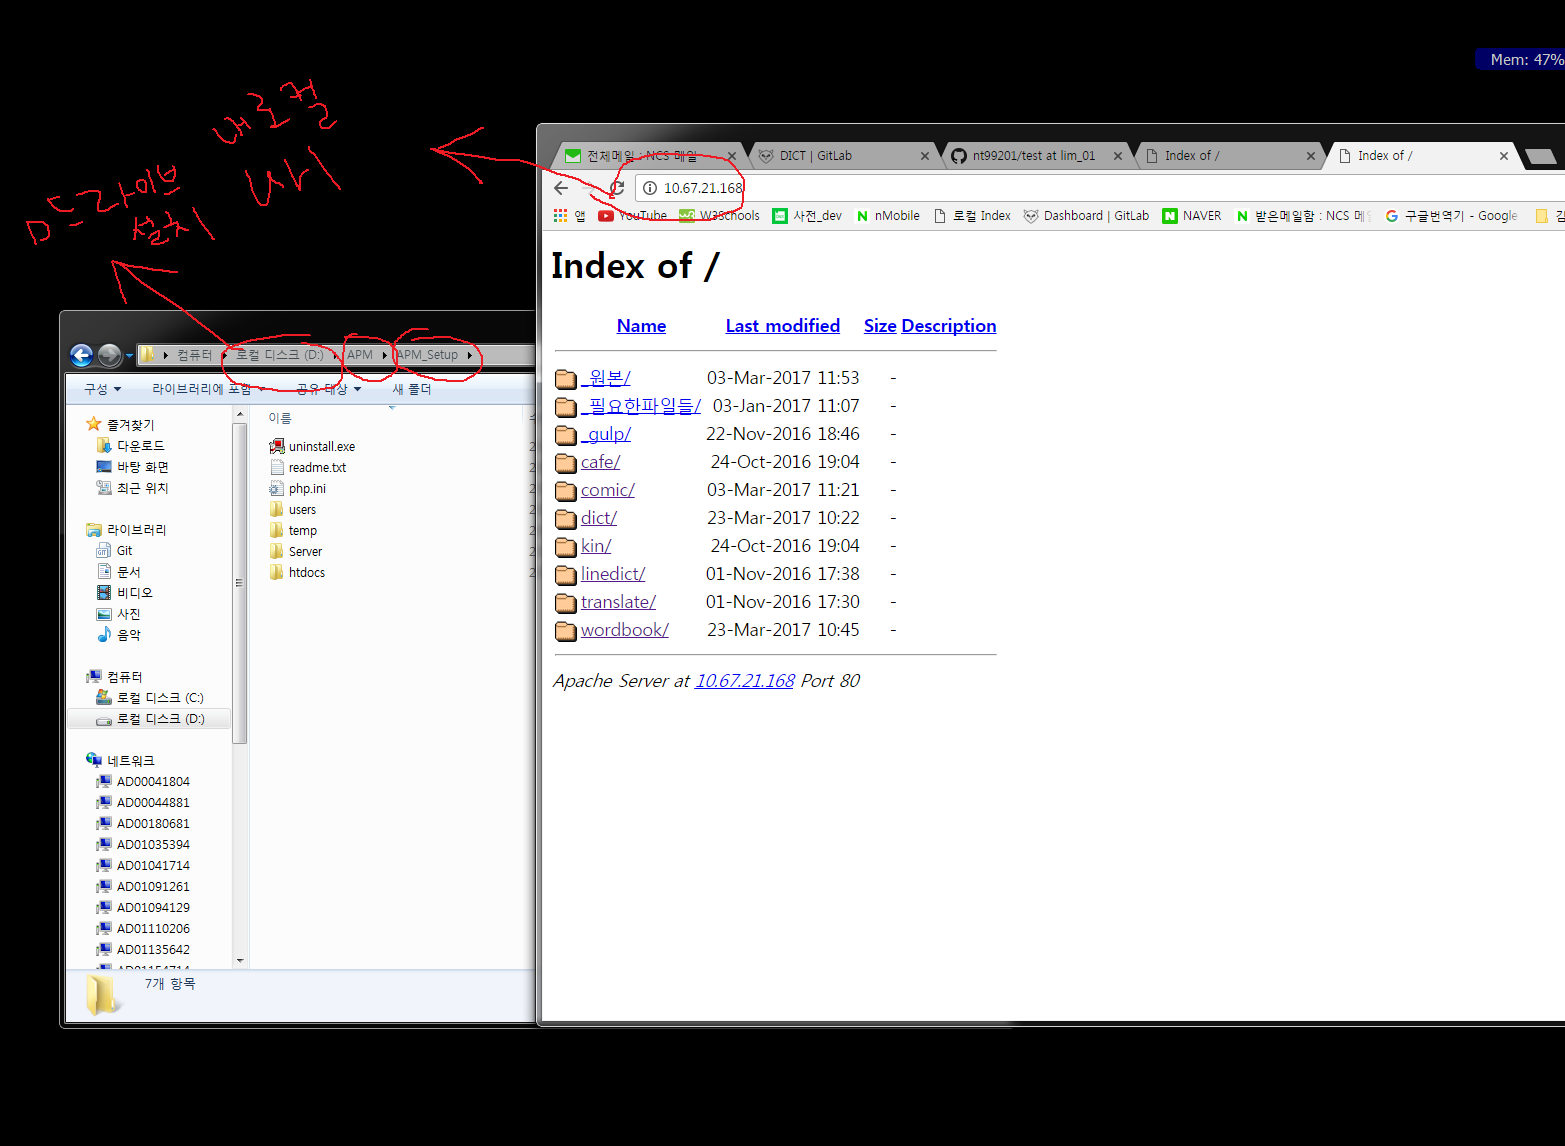 Mem: 47%
내로컬
서버
D드라이브
설치
전체메일 : NCS 메일
DICT | GitLab
nt99201/test at lim_01
Index of /
Index of /
10.67.21.168
앱
YouTube
W3Schools
사전_dev
nMobile
로컬 Index
Dashboard | GitLab
NAVER
받은메일함 : NCS 메일
구글번역기 - Google
Index of /
Name Last modified Size Description
_원본/ 03-Mar-2017 11:53 -
_필요한파일들/ 03-Jan-2017 11:07 -
_gulp/ 22-Nov-2016 18:46 -
cafe/ 24-Oct-2016 19:04 -
comic/ 03-Mar-2017 11:21 -
dict/ 23-Mar-2017 10:22 -
kin/ 24-Oct-2016 19:04 -
linedict/ 01-Nov-2016 17:38 -
translate/ 01-Nov-2016 17:30 -
wordbook/ 23-Mar-2017 10:45 -
Apache Server at 10.67.21.168 Port 80
컴퓨터 로컬 디스크 (D:) APM APM_Setup
구성 라이브러리에 포함 공유 대상 새 폴더
즐겨찾기
다운로드
바탕 화면
최근 위치
라이브러리
Git
문서
비디오
사진
음악
컴퓨터
로컬 디스크 (C:)
로컬 디스크 (D:)
네트워크
AD00041804
AD00044881
AD00180681
AD01035394
AD01041714
AD01091261
AD01094129
AD01110206
AD01135642
AD01154714
이름
uninstall.exe
readme.txt
php.ini
users
temp
Server
htdocs
7개 항목